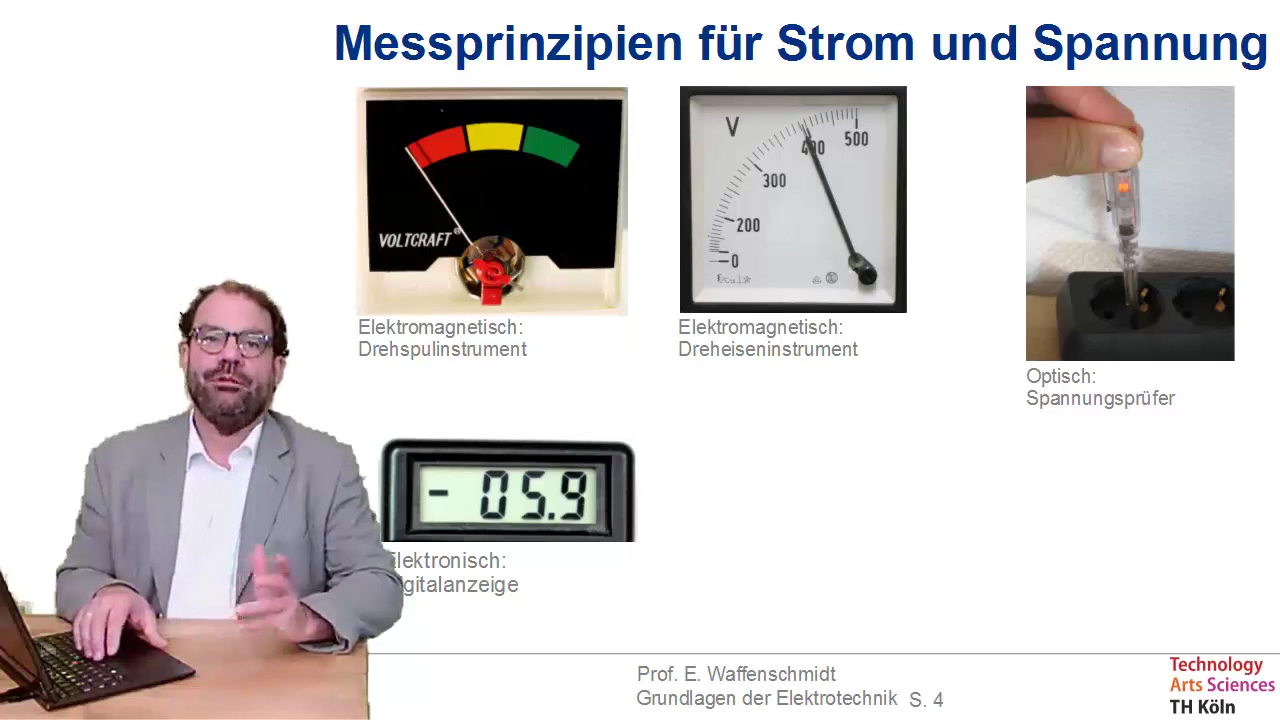 Messprinzipien für Strom und Spannung
VOLTCRAFT®
V
500
400
300
200
0
Elektromagnetisch:
Drehspulinstrument
Elektromagnetisch:
Dreheiseninstrument
Optisch:
Spannungsprüfer
- 05.9
lektronisch:
igitalanzeige
Prof. E. Waffenschmidt
Grundlagen der Elektrotechnik S. 4
Technology
Arts Sciences
TH Köln